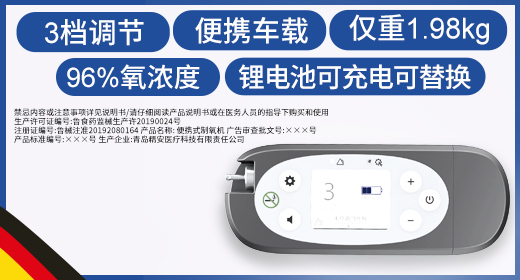 3档调节
便携车载
仅重1.98kg
96%氧浓度
锂电池可充电可替换
禁忌内容或注意事项详见说明书/请仔细阅读产品说明书或在医务人员的指导下购买和使用
生产许可证编号:鲁食药监械生产许20190024号
注册证编号:鲁械注准20192080164 产品名称: 便携式制氧机 广告审查批文号:×××号
产品标准编号:×××号 生产企业:青岛精安医疗科技有限责任公司
3